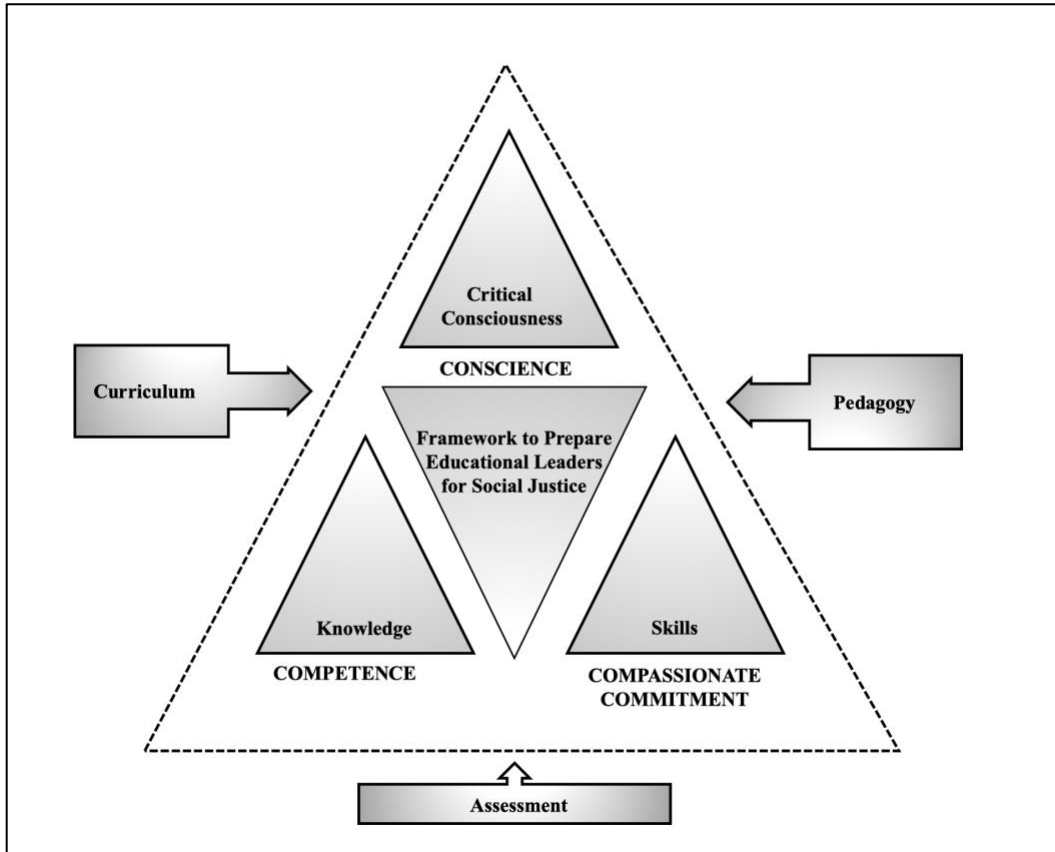 Critical
Consciousness
CONSCIENCE
Curriculum
Pedagogy
Framework to Prepare
Educational Leaders
for Social Justice
Knowledge
COMPETENCE
Skills
COMPASSIONATE
COMMITMENT
Assessment